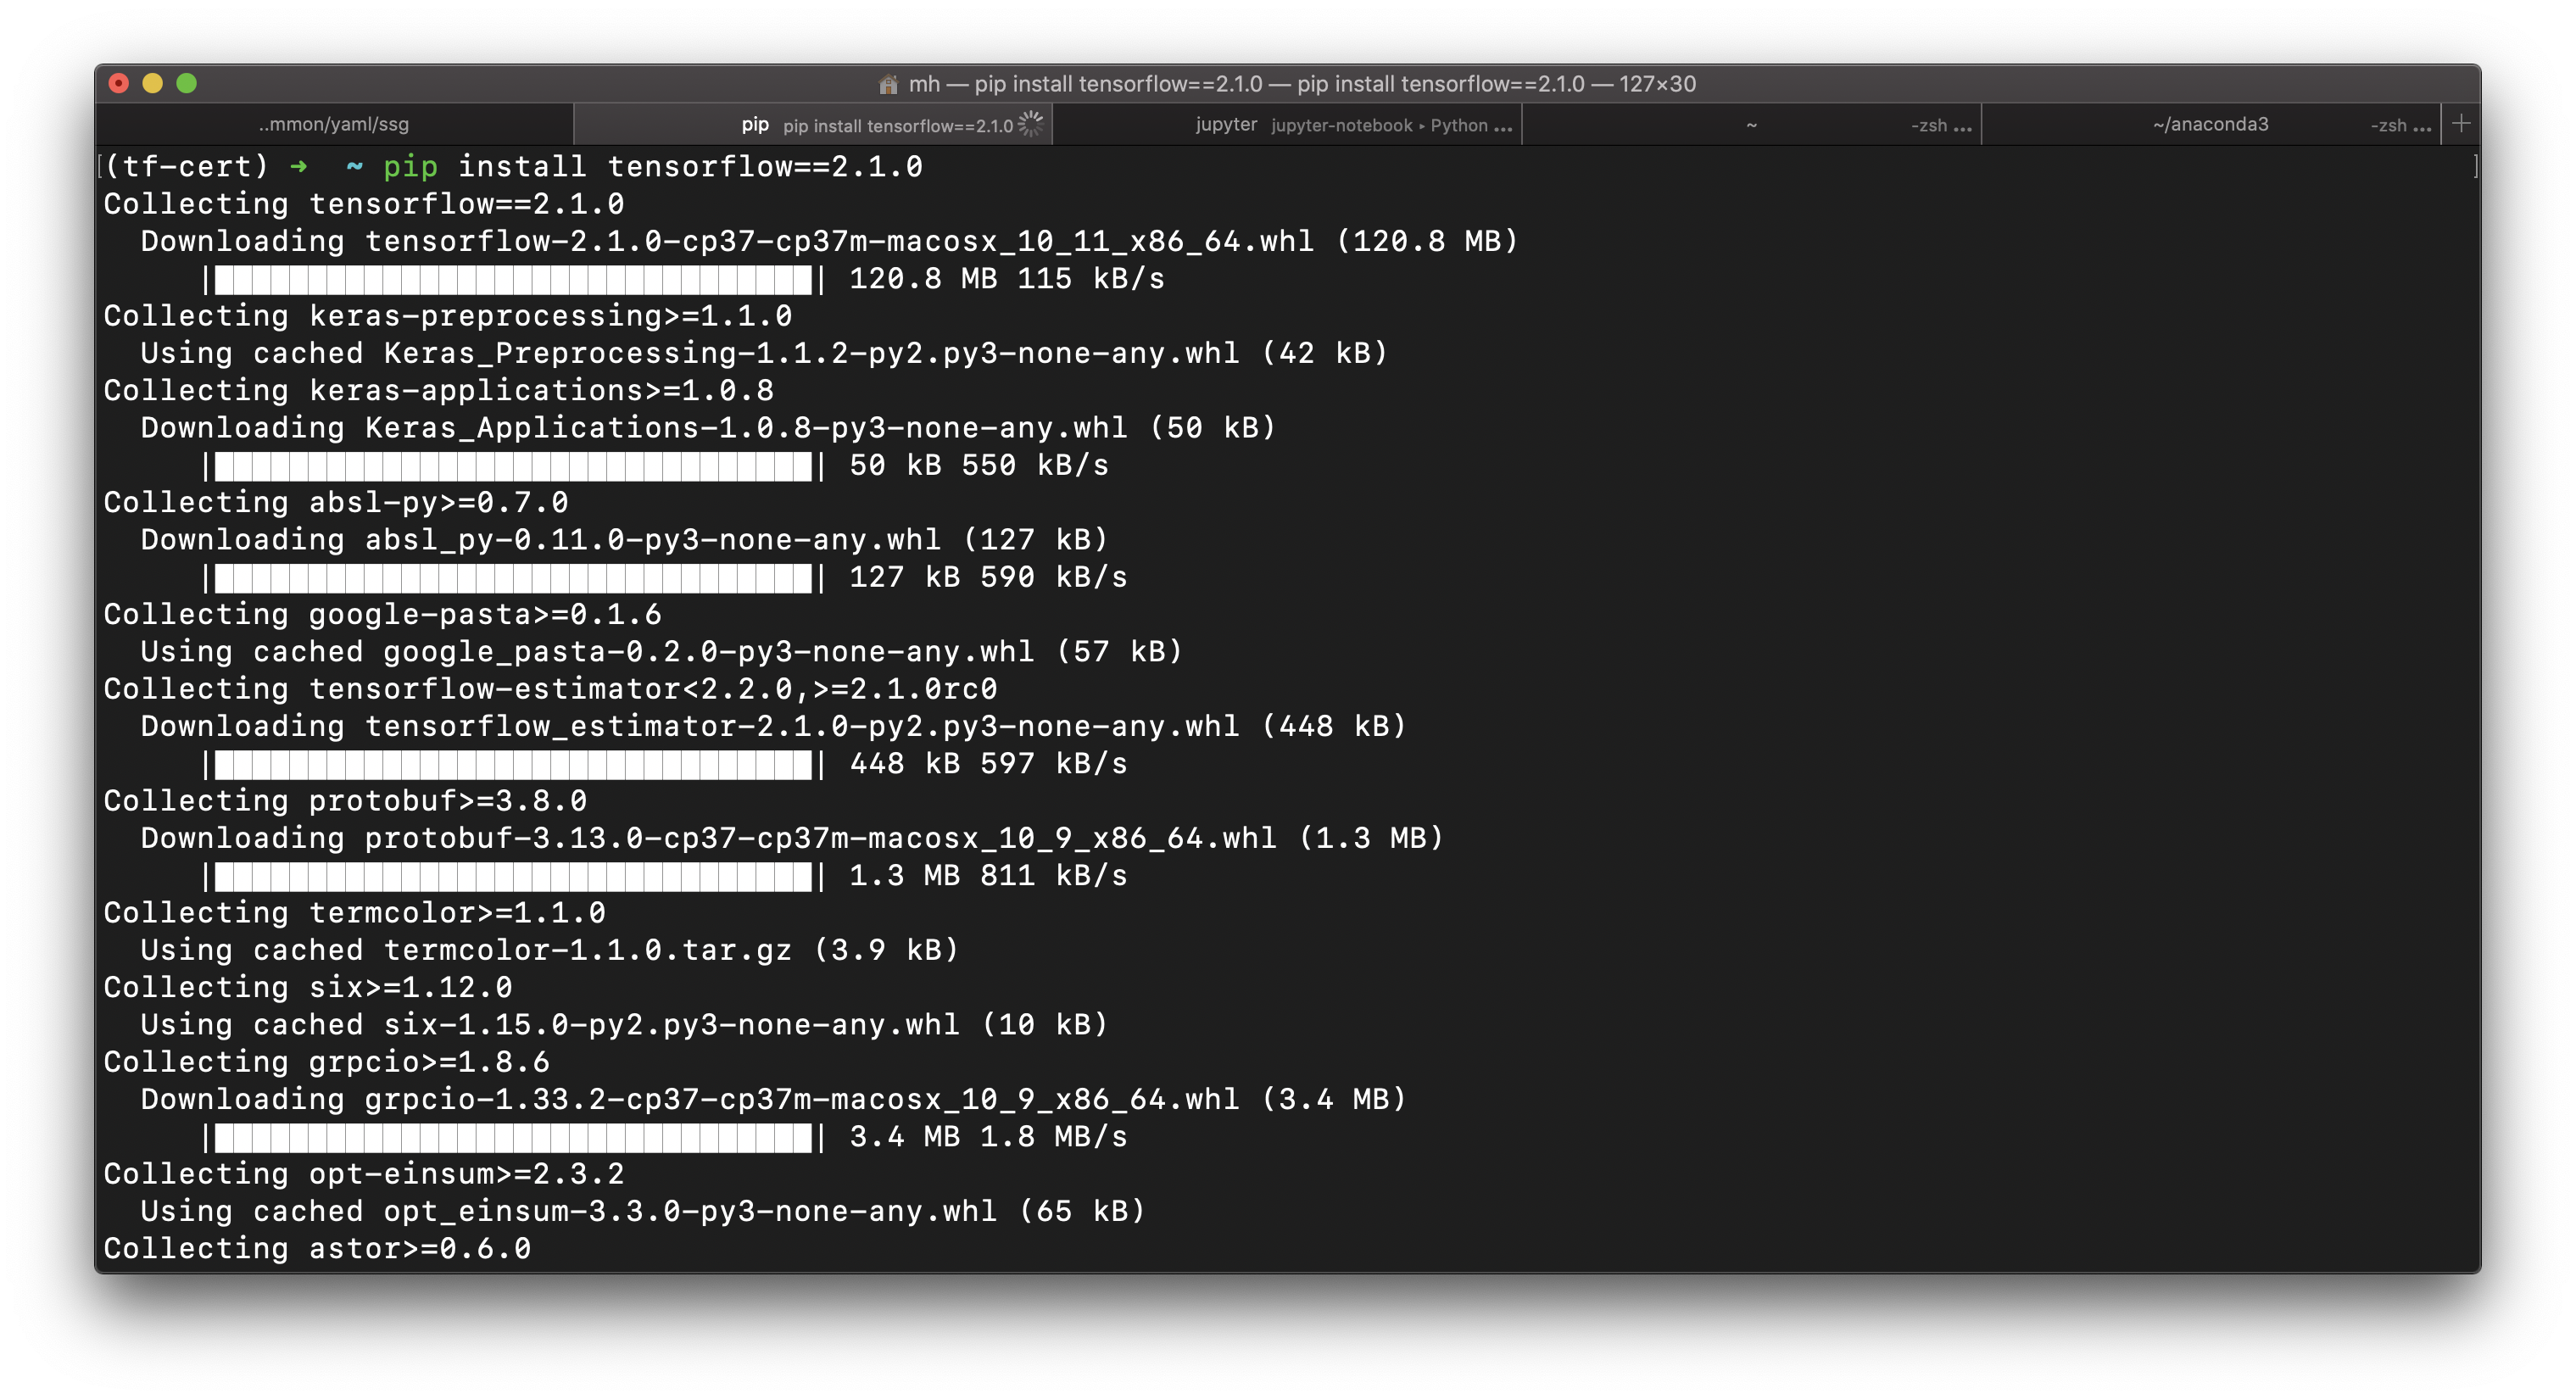 mh — pip install tensorflow==2.1.0 — pip install tensorflow==2.1.0 — 127×30
..mmon/yaml/ssg pip pip install tensorflow==2.1.0 jupyter jupyter-notebook ▸ Python ... ~ -zsh ... ~/anaconda3 -zsh ... +
[(tf-cert) ➜  ~ pip install tensorflow==2.1.0 ]
Collecting tensorflow==2.1.0
  Downloading tensorflow-2.1.0-cp37-cp37m-macosx_10_11_x86_64.whl (120.8 MB)
     |████████████████████████████████| 120.8 MB 115 kB/s
Collecting keras-preprocessing>=1.1.0
  Using cached Keras_Preprocessing-1.1.2-py2.py3-none-any.whl (42 kB)
Collecting keras-applications>=1.0.8
  Downloading Keras_Applications-1.0.8-py3-none-any.whl (50 kB)
     |████████████████████████████████| 50 kB 550 kB/s
Collecting absl-py>=0.7.0
  Downloading absl_py-0.11.0-py3-none-any.whl (127 kB)
     |████████████████████████████████| 127 kB 590 kB/s
Collecting google-pasta>=0.1.6
  Using cached google_pasta-0.2.0-py3-none-any.whl (57 kB)
Collecting tensorflow-estimator<2.2.0,>=2.1.0rc0
  Downloading tensorflow_estimator-2.1.0-py2.py3-none-any.whl (448 kB)
     |████████████████████████████████| 448 kB 597 kB/s
Collecting protobuf>=3.8.0
  Downloading protobuf-3.13.0-cp37-cp37m-macosx_10_9_x86_64.whl (1.3 MB)
     |████████████████████████████████| 1.3 MB 811 kB/s
Collecting termcolor>=1.1.0
  Using cached termcolor-1.1.0.tar.gz (3.9 kB)
Collecting six>=1.12.0
  Using cached six-1.15.0-py2.py3-none-any.whl (10 kB)
Collecting grpcio>=1.8.6
  Downloading grpcio-1.33.2-cp37-cp37m-macosx_10_9_x86_64.whl (3.4 MB)
     |████████████████████████████████| 3.4 MB 1.8 MB/s
Collecting opt-einsum>=2.3.2
  Using cached opt_einsum-3.3.0-py3-none-any.whl (65 kB)
Collecting astor>=0.6.0